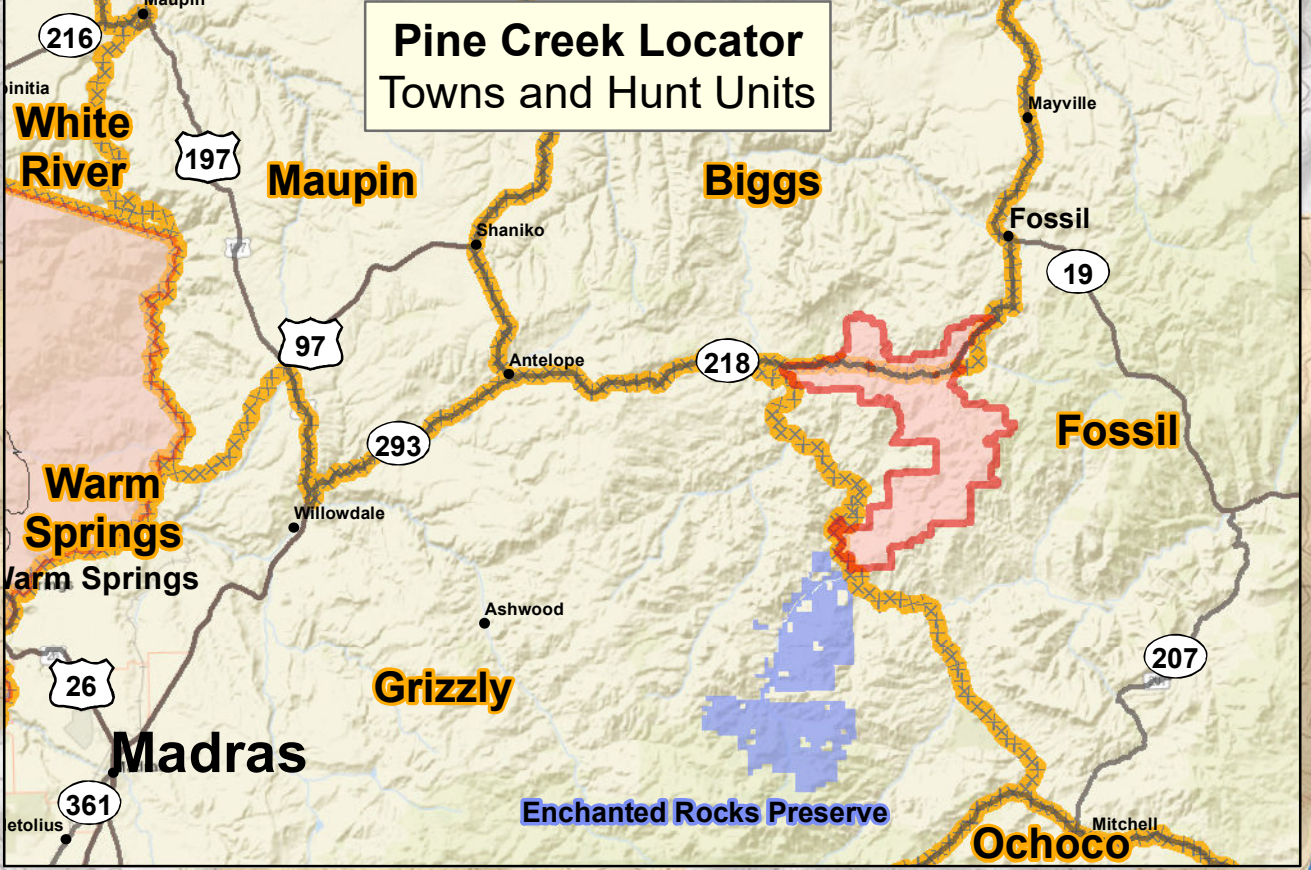 Maupin
216
Pine Creek Locator
Towns and Hunt Units
White
River
197
Maupin
Biggs
Mayville
Shaniko
Fossil
19
97
Antelope
218
293
Fossil
Warm
Springs
Willowdale
Warm Springs
Ashwood
26
Grizzly
207
Madras
361
Enchanted Rocks Preserve
Mitchell
Ochoco